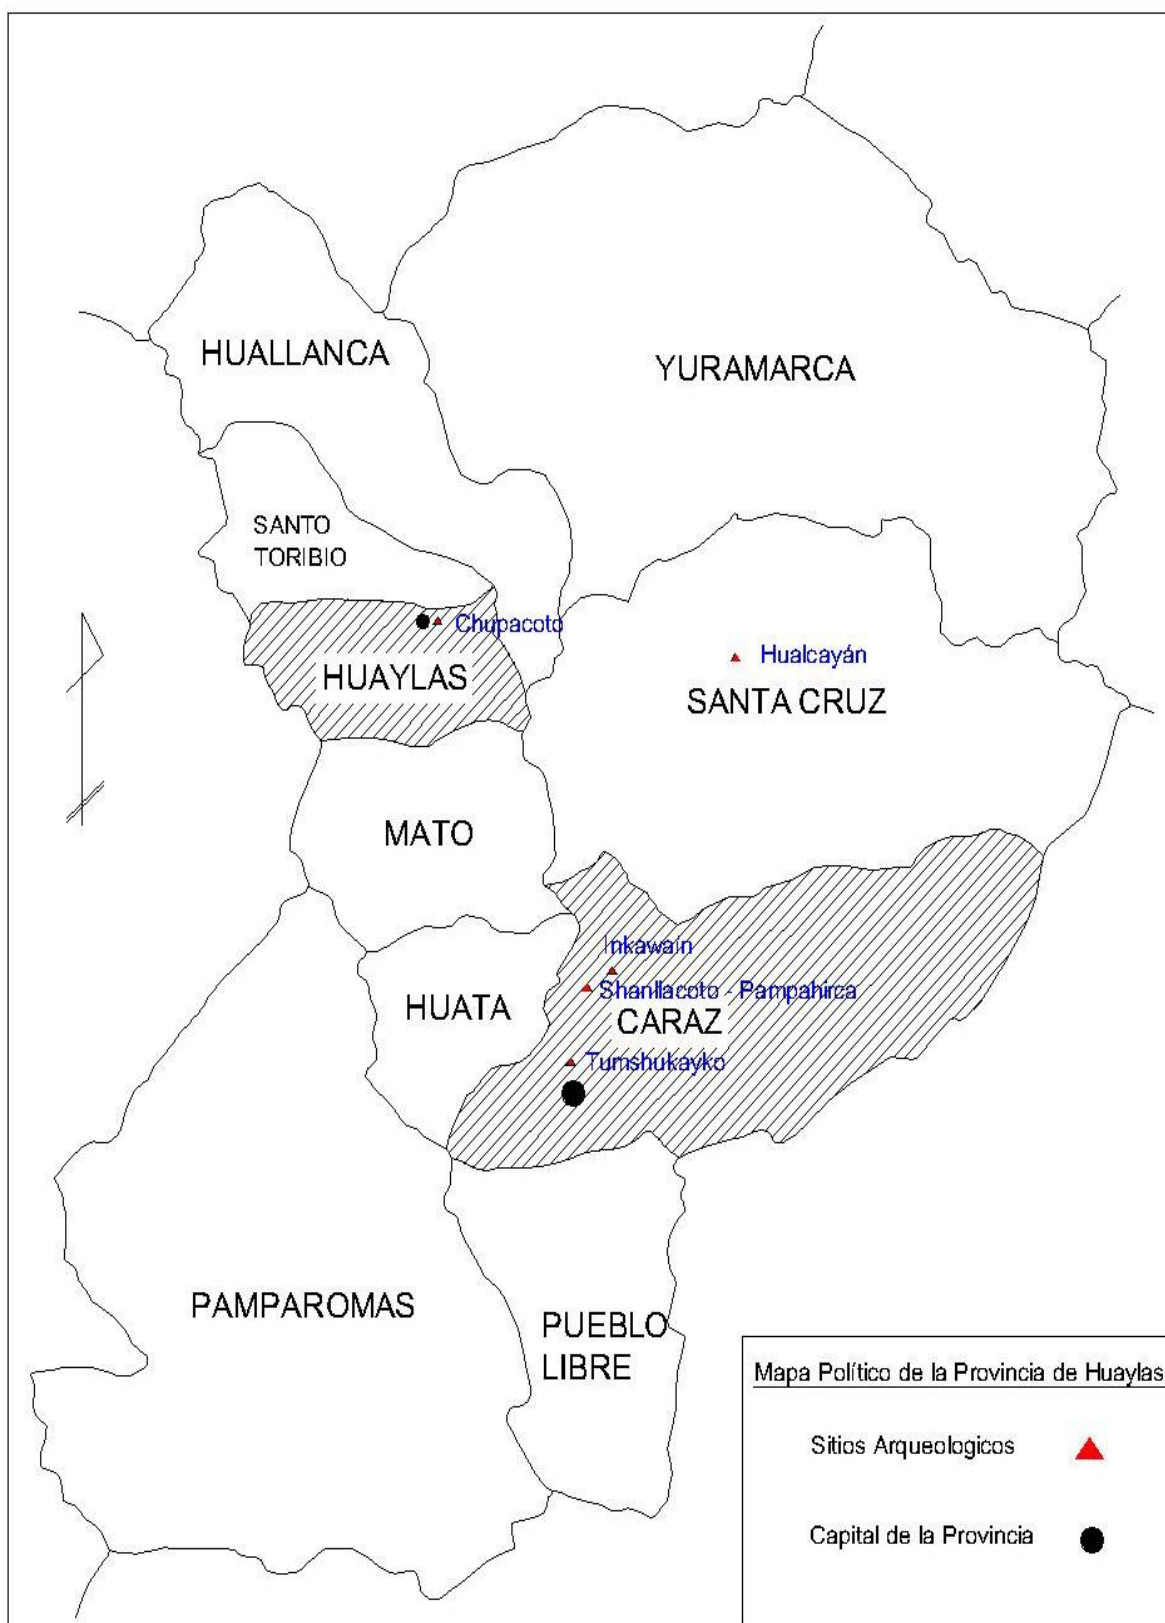 HUALLANCA
YURAMARCA
SANTO
TORIBIO
Chupacoto
HUAYLAS
Hualcayán
SANTA CRUZ
MATO
Inkawain
Shanllacoto - Pampahirca
HUATA
CARAZ
Tumshukayko
PAMPAROMAS
PUEBLO
LIBRE
Mapa Político de la Provincia de Huaylas
Sitios Arqueologicos
Capital de la Provincia